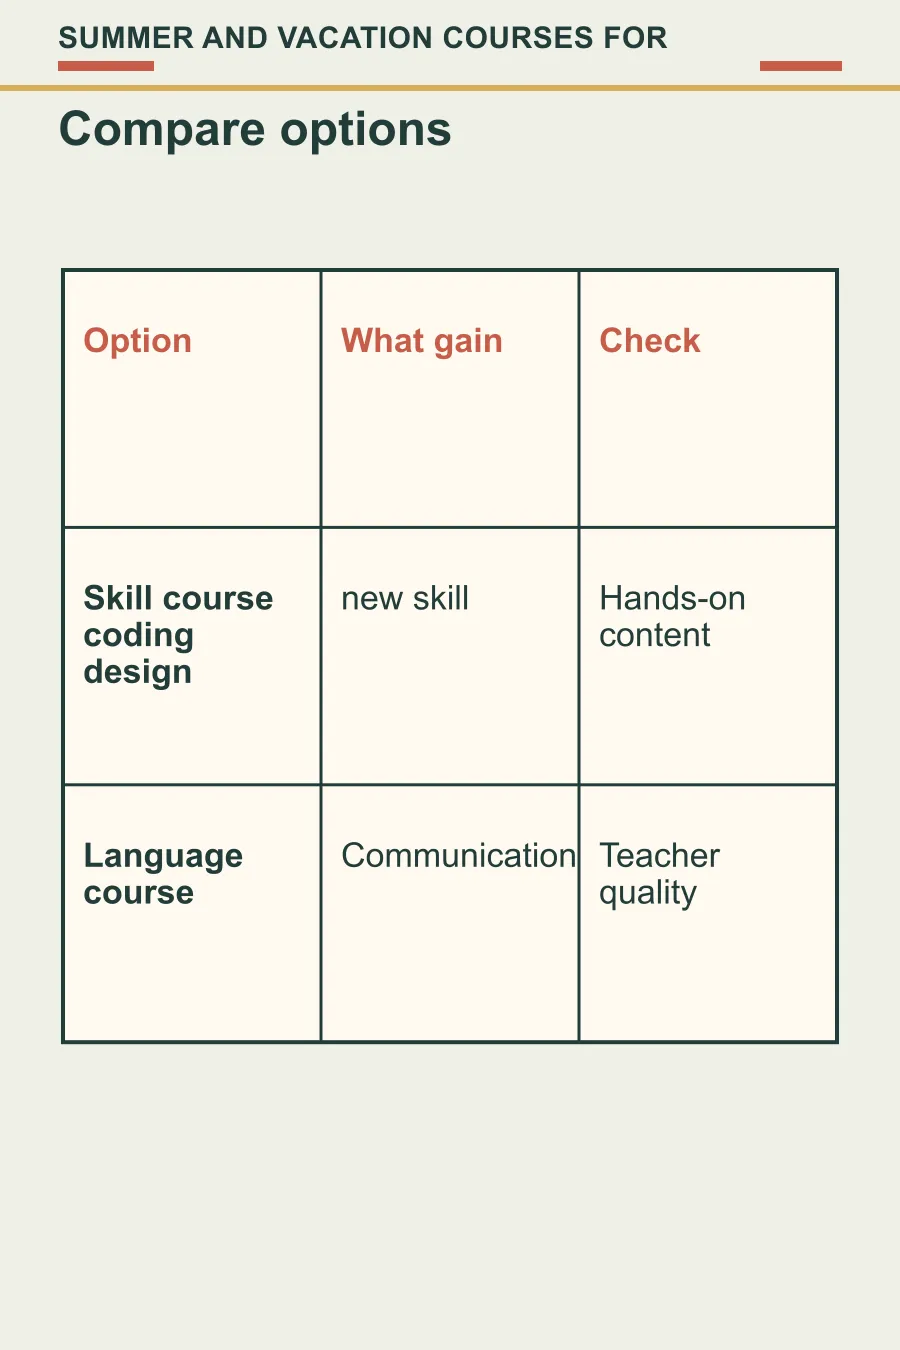 SUMMER AND VACATION COURSES FOR
Compare options
Option
What gain
Check
Skill course
coding
design
new skill
Hands-on
content
Language
course
Communication
Teacher
quality